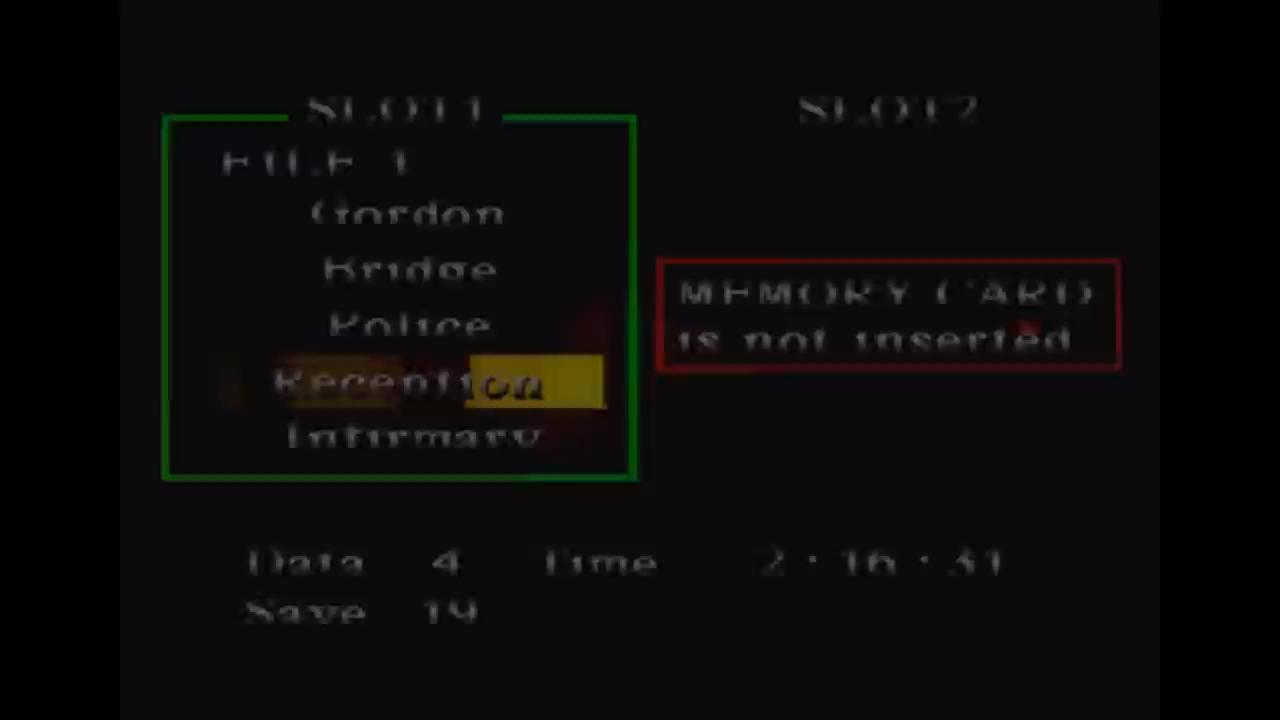 SLOT1
SLOT2
FILE 1
Gordon
Bridge
Police
Reception
Infirmary
MEMORY CARD
is not inserted
Data 4 Time 2:16:31
Save 19